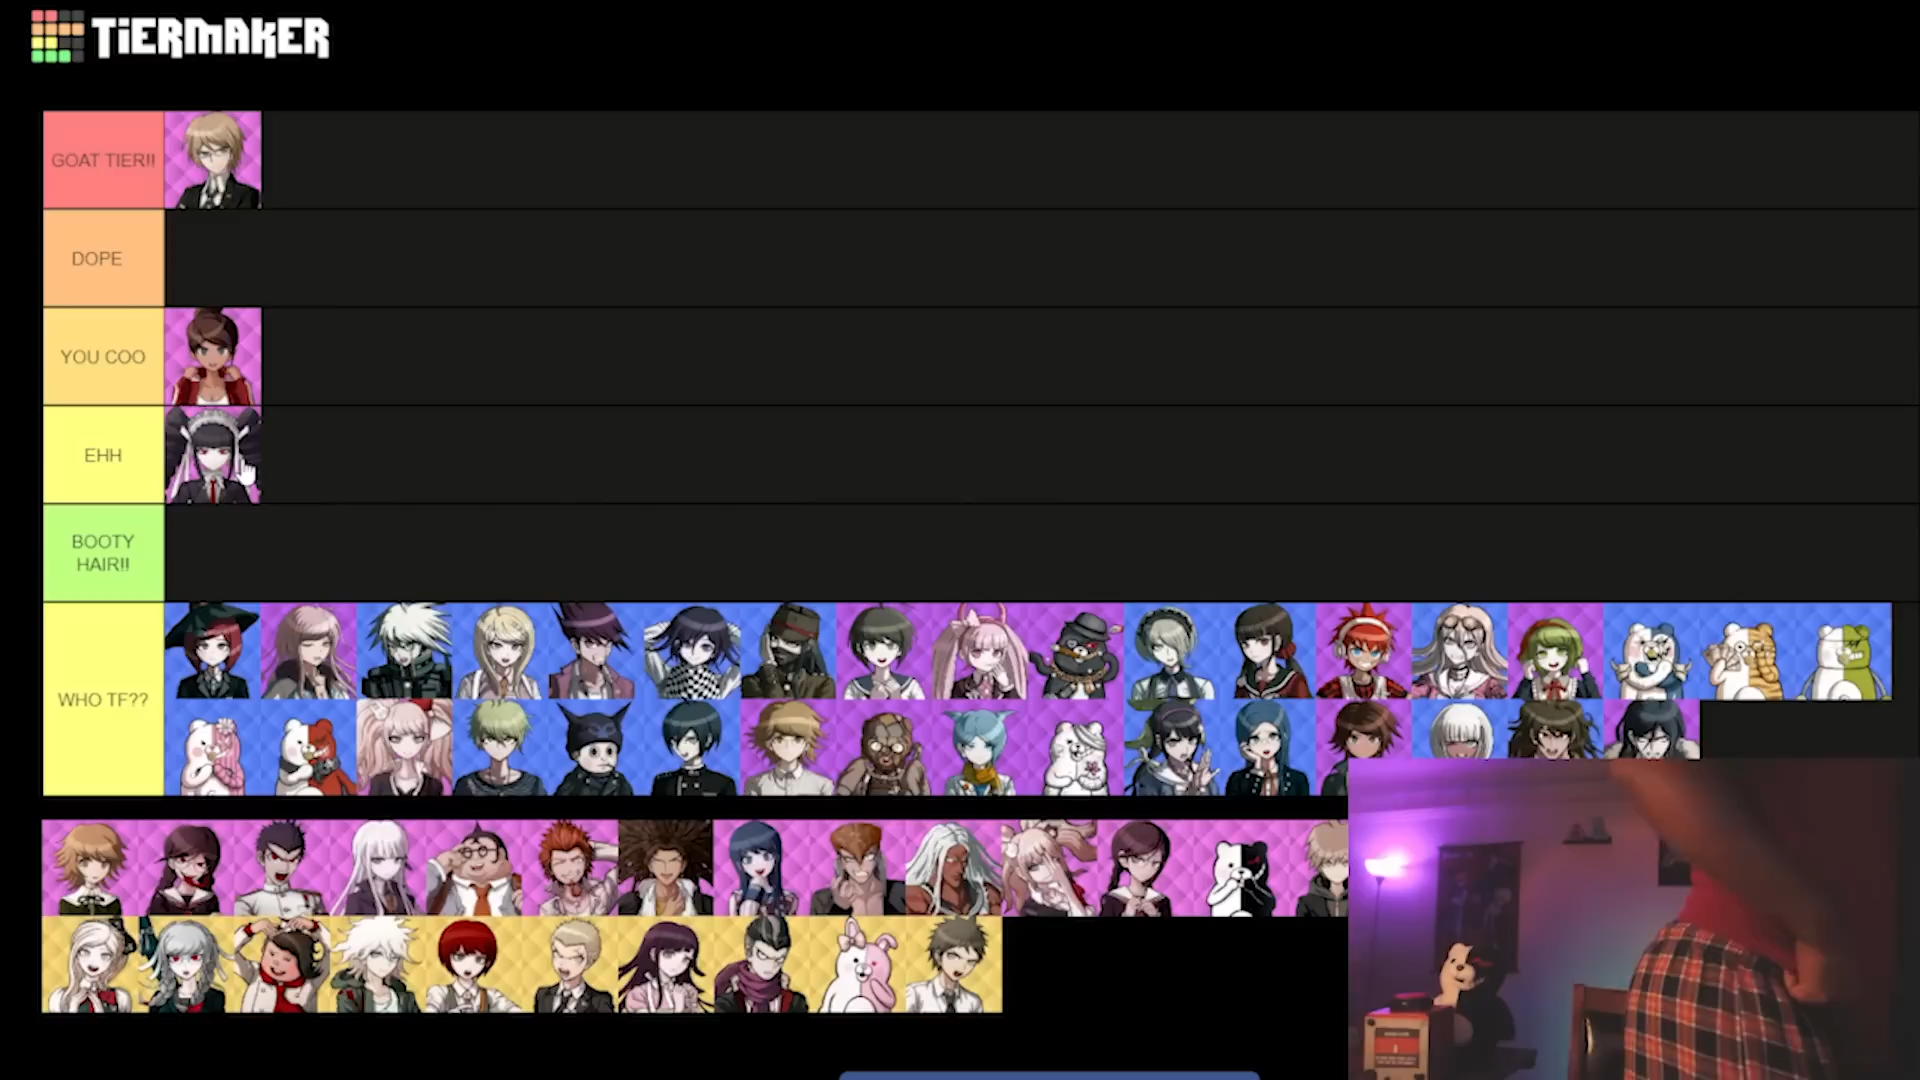 TiERMAKER
GOAT TIER!!
DOPE
YOU COO
EHH
BOOTY
HAIR!!
WHO TF??